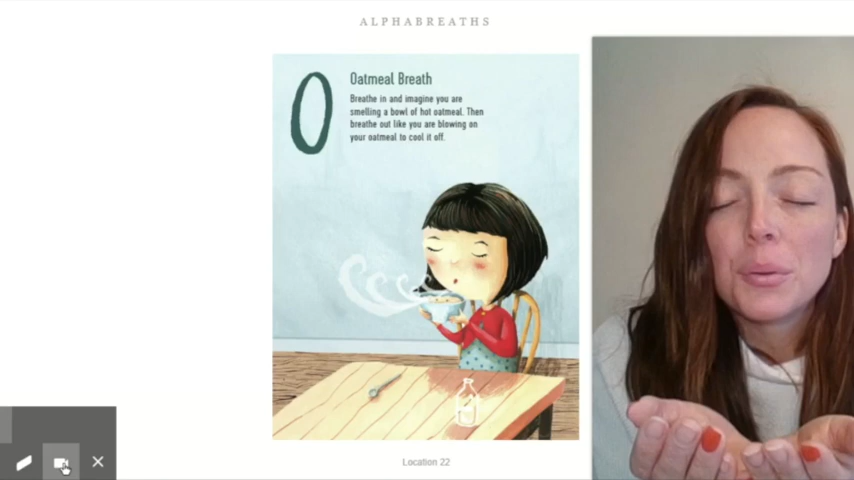 ALPHABREATHS
O
Oatmeal Breath
Breathe in and imagine you are
smelling a bowl of hot oatmeal. Then
breathe out like you are blowing on
your oatmeal to cool it off.
Location 22